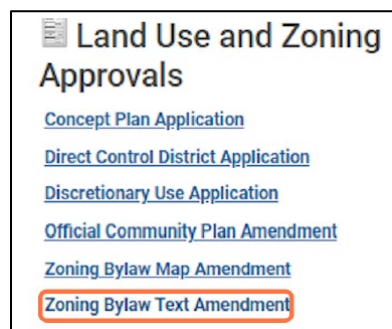 Land Use and Zoning
Approvals
Concept Plan Application
Direct Control District Application
Discretionary Use Application
Official Community Plan Amendment
Zoning Bylaw Map Amendment
Zoning Bylaw Text Amendment